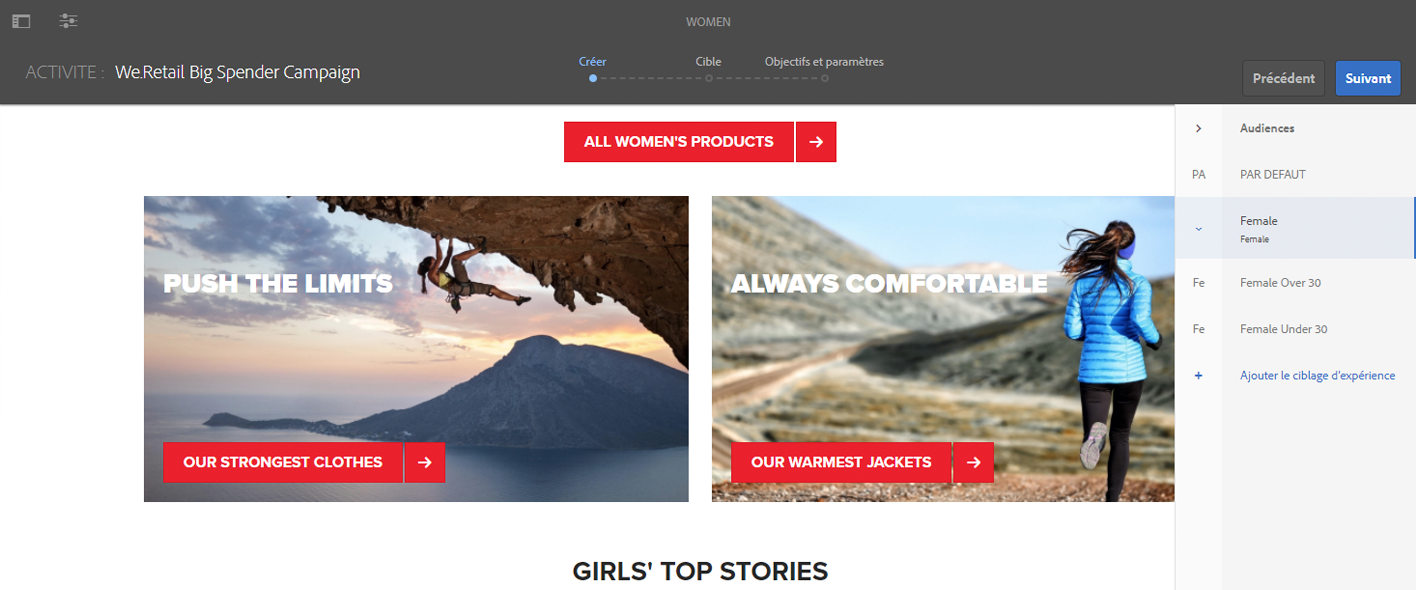 WOMEN
ACTIVITE : We.Retail Big Spender Campaign
Créer Cible Objectifs et paramètres
Précédent Suivant
ALL WOMEN'S PRODUCTS
PUSH THE LIMITS
ALWAYS COMFORTABLE
OUR STRONGEST CLOTHES
OUR WARMEST JACKETS
GIRLS' TOP STORIES
Audiences
PA PAR DEFAUT
Female
Female
Fe Female Over 30
Fe Female Under 30
+ Ajouter le ciblage d'expérience